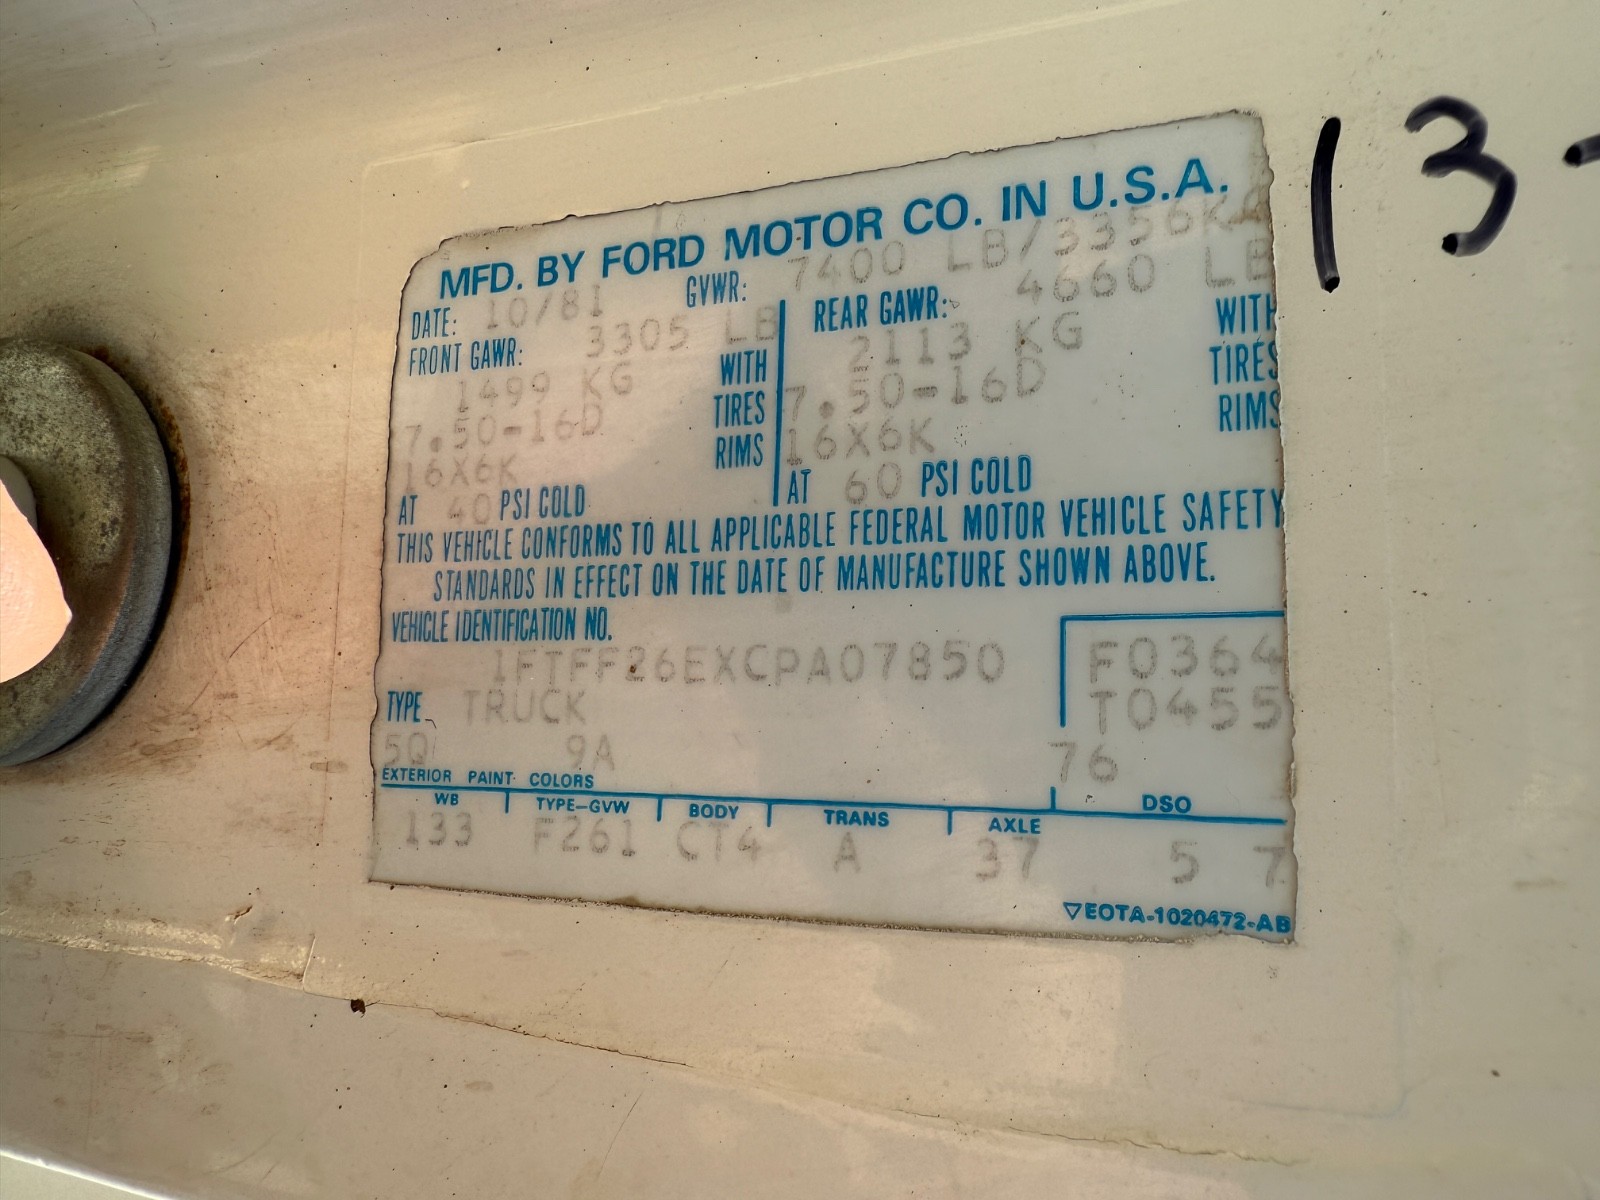 MFD. BY FORD MOTOR CO. IN U.S.A.
DATE: 10/81 GVWR: 7400 LB/3356K
FRONT GAWR: 3305 LB
1499 KG WITH
7.50-16D TIRES
16X6K RIMS
AT 40 PSI COLD
REAR GAWR: 4660 LB
2113 KG WITH
7.50-16D TIRES
16X6K RIMS
AT 60 PSI COLD
THIS VEHICLE CONFORMS TO ALL APPLICABLE FEDERAL MOTOR VEHICLE SAFETY
STANDARDS IN EFFECT ON THE DATE OF MANUFACTURE SHOWN ABOVE.
VEHICLE IDENTIFICATION NO.
1FTFF26EXCPA07850 F0364
TYPE TRUCK T0455
5Q 9A 76
EXTERIOR PAINT COLORS DSO
WB TYPE-GVW BODY TRANS AXLE
133 F261 CT4 A 37 5 7
EOTA-1020472-AB
13-